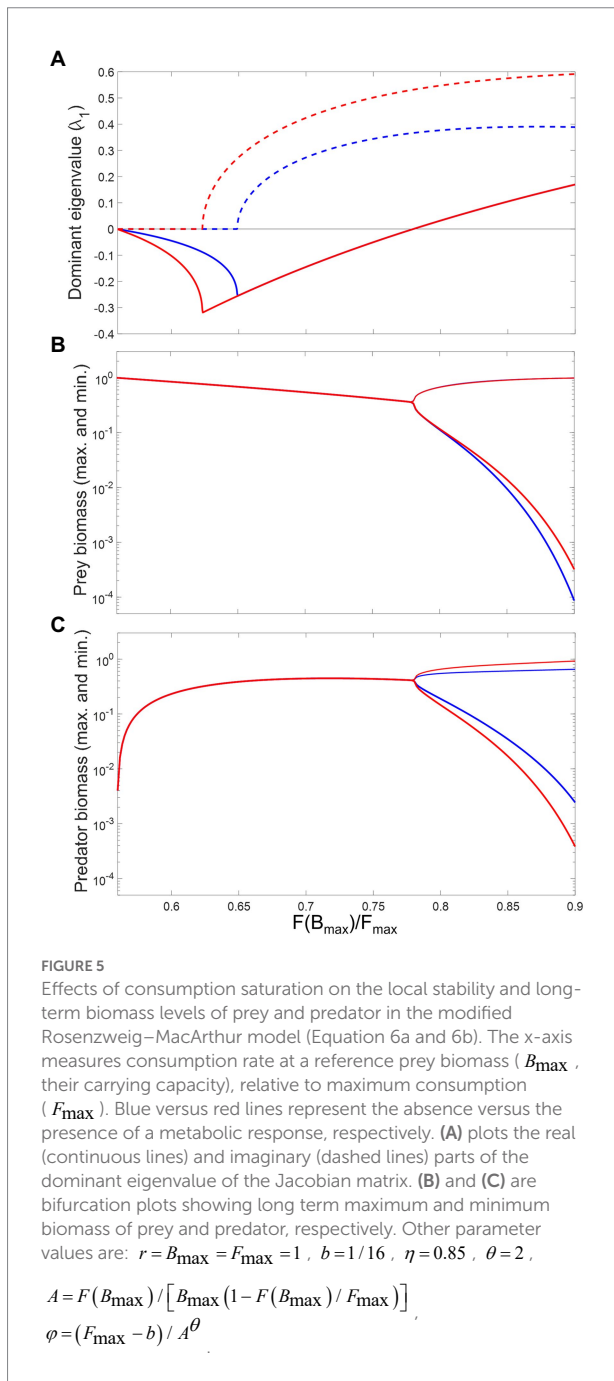 A
Dominant eigenvalue (λ1)
0.6
0.5
0.4
0.3
0.2
0.1
0
-0.1
-0.2
-0.3
-0.4
B
Prey biomass (max. and min.)
10^0
10^-1
10^-2
10^-3
10^-4
C
Predator biomass (max. and min.)
10^0
10^-1
10^-2
10^-3
10^-4
0.6 0.65 0.7 0.75 0.8 0.85 0.9
F(Bmax)/Fmax
FIGURE 5
Effects of consumption saturation on the local stability and long-
term biomass levels of prey and predator in the modified
Rosenzweig–MacArthur model (Equation 6a and 6b). The x-axis
measures consumption rate at a reference prey biomass ( Bmax ,
their carrying capacity), relative to maximum consumption
( Fmax ). Blue versus red lines represent the absence versus the
presence of a metabolic response, respectively. (A) plots the real
(continuous lines) and imaginary (dashed lines) parts of the
dominant eigenvalue of the Jacobian matrix. (B) and (C) are
bifurcation plots showing long term maximum and minimum
biomass of prey and predator, respectively. Other parameter
values are: r = Bmax = Fmax = 1 , b = 1 / 16 , η = 0.85 , θ = 2 ,
A = F(Bmax) / [Bmax(1 − F(Bmax) / Fmax)] ,
φ = (Fmax − b) / A^θ .